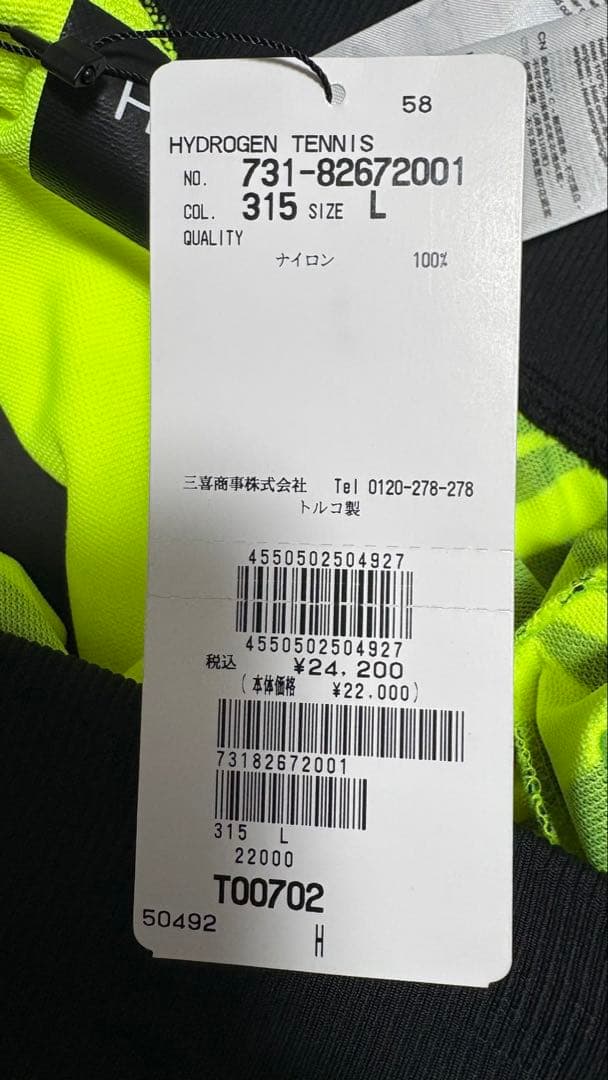 58
HYDROGEN TENNIS
NO. 731-82672001
COL. 315 SIZE L
QUALITY
ナイロン 100%
三喜商事株式会社 Tel 0120-278-278
トルコ製
4550502504927
4550502504927
税込 ¥24,200
(本体価格 ¥22,000)
73182672001
315 L
22000
T00702
50492
H
H
CN